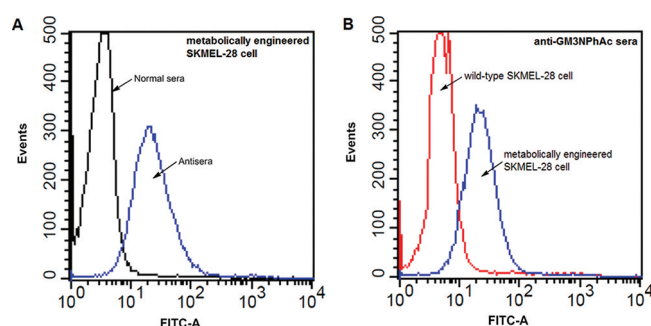 A
metabolically engineered
SKMEL-28 cell
Normal sera
Antisera
Events
500
400
300
200
100
0
10^0
10^1
10^2
10^3
10^4
FITC-A
B
anti-GM3NPhAc sera
wild-type SKMEL-28 cell
metabolically engineered
SKMEL-28 cell
Events
500
400
300
200
100
0
10^0
10^1
10^2
10^3
10^4
FITC-A